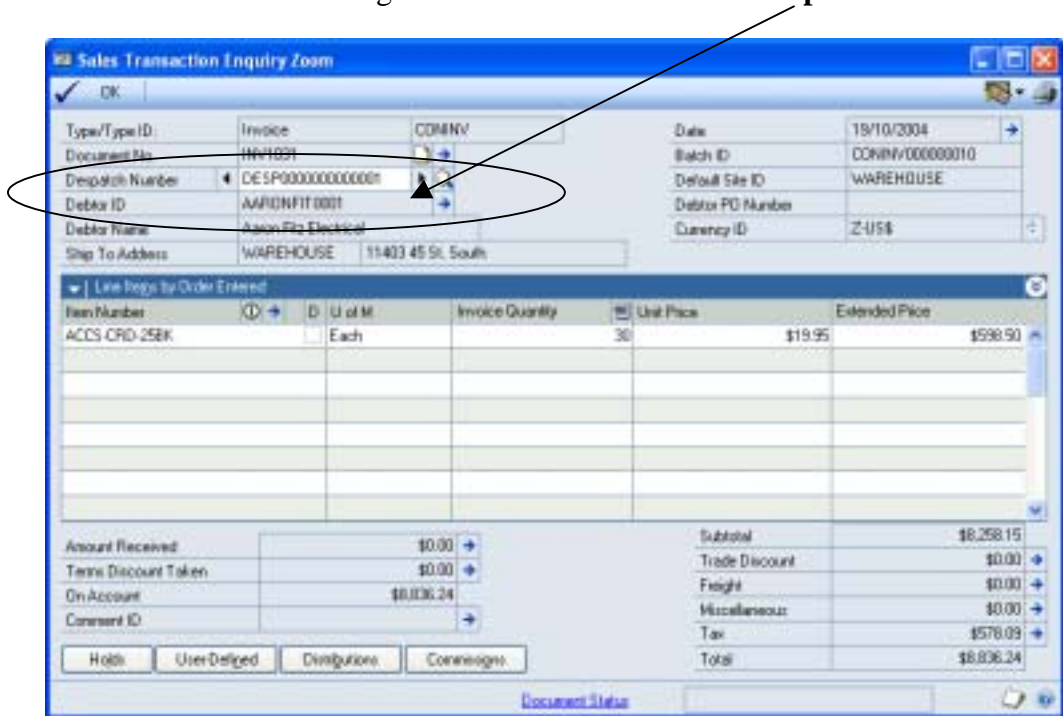 Sales Transaction Enquiry Zoom
OK
Type/Type ID: Invoice CONINV Date 19/10/2004
Document No. INV1031 Batch ID CONINV000000010
Despatch Number DESP0000000000001 Default Site ID WAREHOUSE
Debtor ID AARONFIT0001 Debtor PO Number
Debtor Name Aaron Fitz Electrical Currency ID Z-US$
Ship To Address WAREHOUSE 11403 45 St. South
Line Items by Order Entered
Item Number D U of M Invoice Quantity Unit Price Extended Price
ACCS-CRD-25BK Each 30 $19.95 $598.50
Subtotal $8,258.15
Amount Received $0.00 Trade Discount $0.00
Terms Discount Taken $0.00 Freight $0.00
On Account $8,836.24 Miscellaneous $0.00
Comment ID Tax $578.09
Holds User-Defined Distributions Commissions Total $8,836.24
Document Status